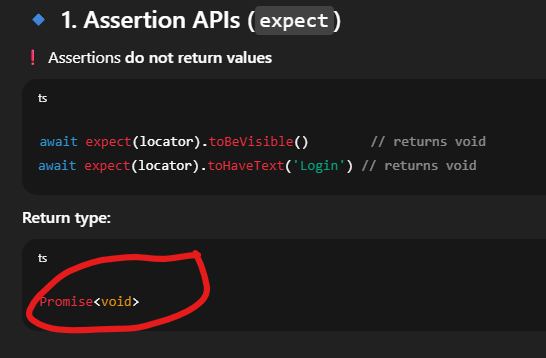 1. Assertion APIs (expect)
Assertions do not return values
ts
await expect(locator).toBeVisible()        // returns void
await expect(locator).toHaveText('Login') // returns void
Return type:
ts
Promise<void>